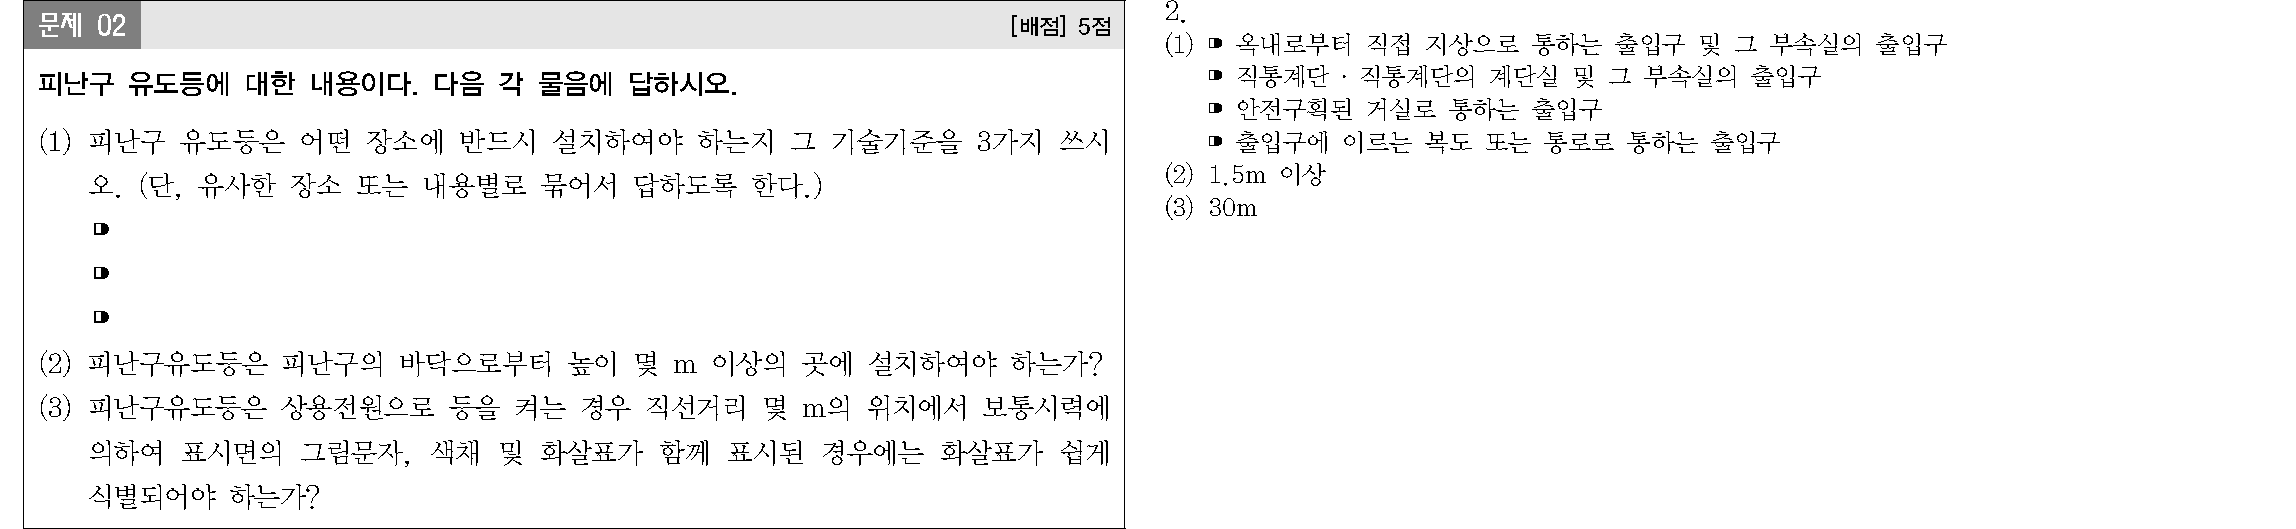 문제 02
[배점] 5점
피난구 유도등에 대한 내용이다. 다음 각 물음에 답하시오.
(1) 피난구 유도등은 어떤 장소에 반드시 설치하여야 하는지 그 기술기준을 3가지 쓰시
오. (단, 유사한 장소 또는 내용별로 묶어서 답하도록 한다.)
(2) 피난구유도등은 피난구의 바닥으로부터 높이 몇 m 이상의 곳에 설치하여야 하는가?
(3) 피난구유도등은 상용전원으로 등을 켜는 경우 직선거리 몇 m의 위치에서 보통시력에
의하여 표시면의 그림문자, 색채 및 화살표가 함께 표시된 경우에는 화살표가 쉽게
식별되어야 하는가?
2.
(1) 옥내로부터 직접 지상으로 통하는 출입구 및 그 부속실의 출입구
직통계단·직통계단의 계단실 및 그 부속실의 출입구
안전구획된 거실로 통하는 출입구
출입구에 이르는 복도 또는 통로로 통하는 출입구
(2) 1.5m 이상
(3) 30m